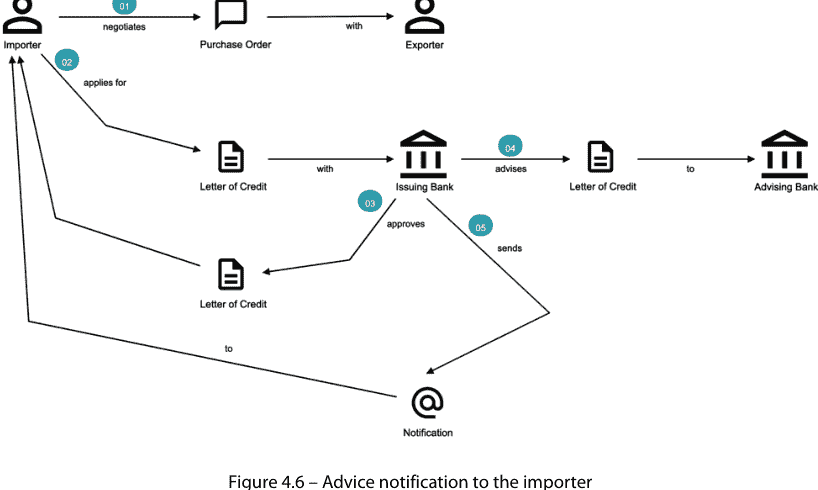 01
negotiates
with
Importer
Purchase Order
Exporter
02
applies for
04
with
advises
to
Letter of Credit
Issuing Bank
Letter of Credit
Advising Bank
03
approves
05
sends
Letter of Credit
to
Notification
Figure 4.6 – Advice notification to the importer